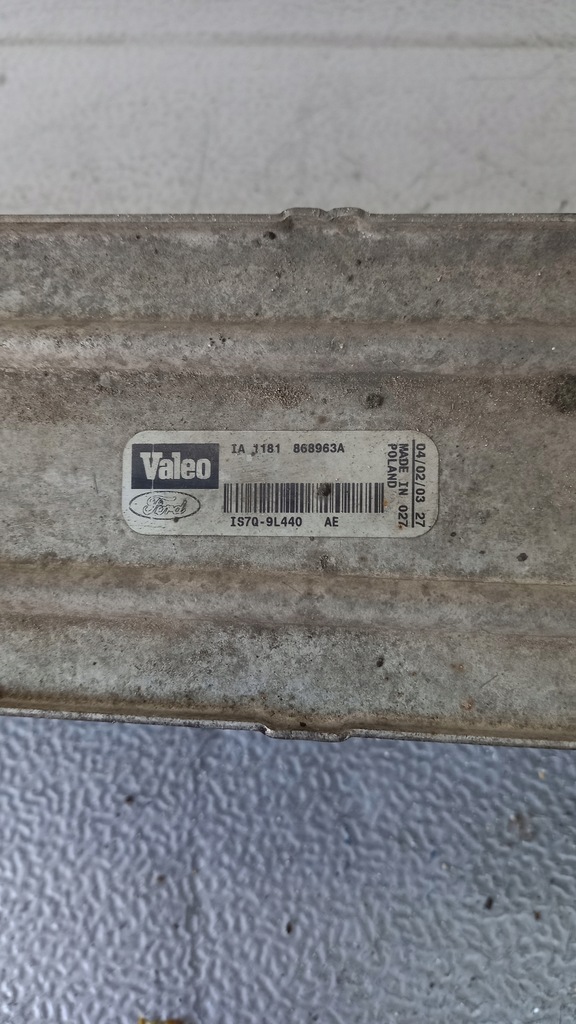 Valeo
Ford
IA 1181 868963A
IS7Q-9L440 AE
04/02/03 27
MADE IN 027
POLAND